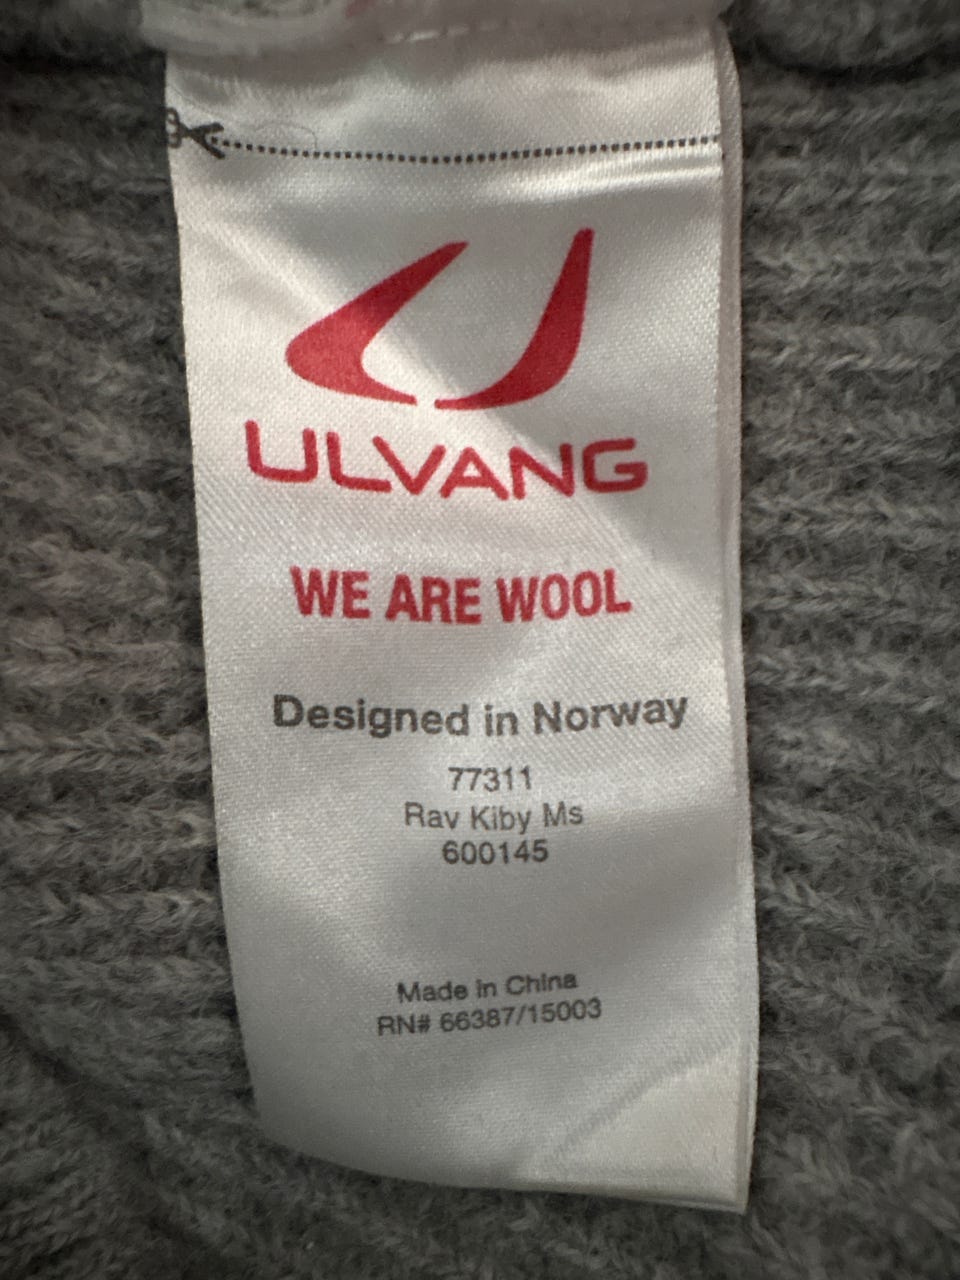 ULVANG
WE ARE WOOL
Designed in Norway
77311
Rav Kiby Ms
600145
Made in China
RN# 66387/15003